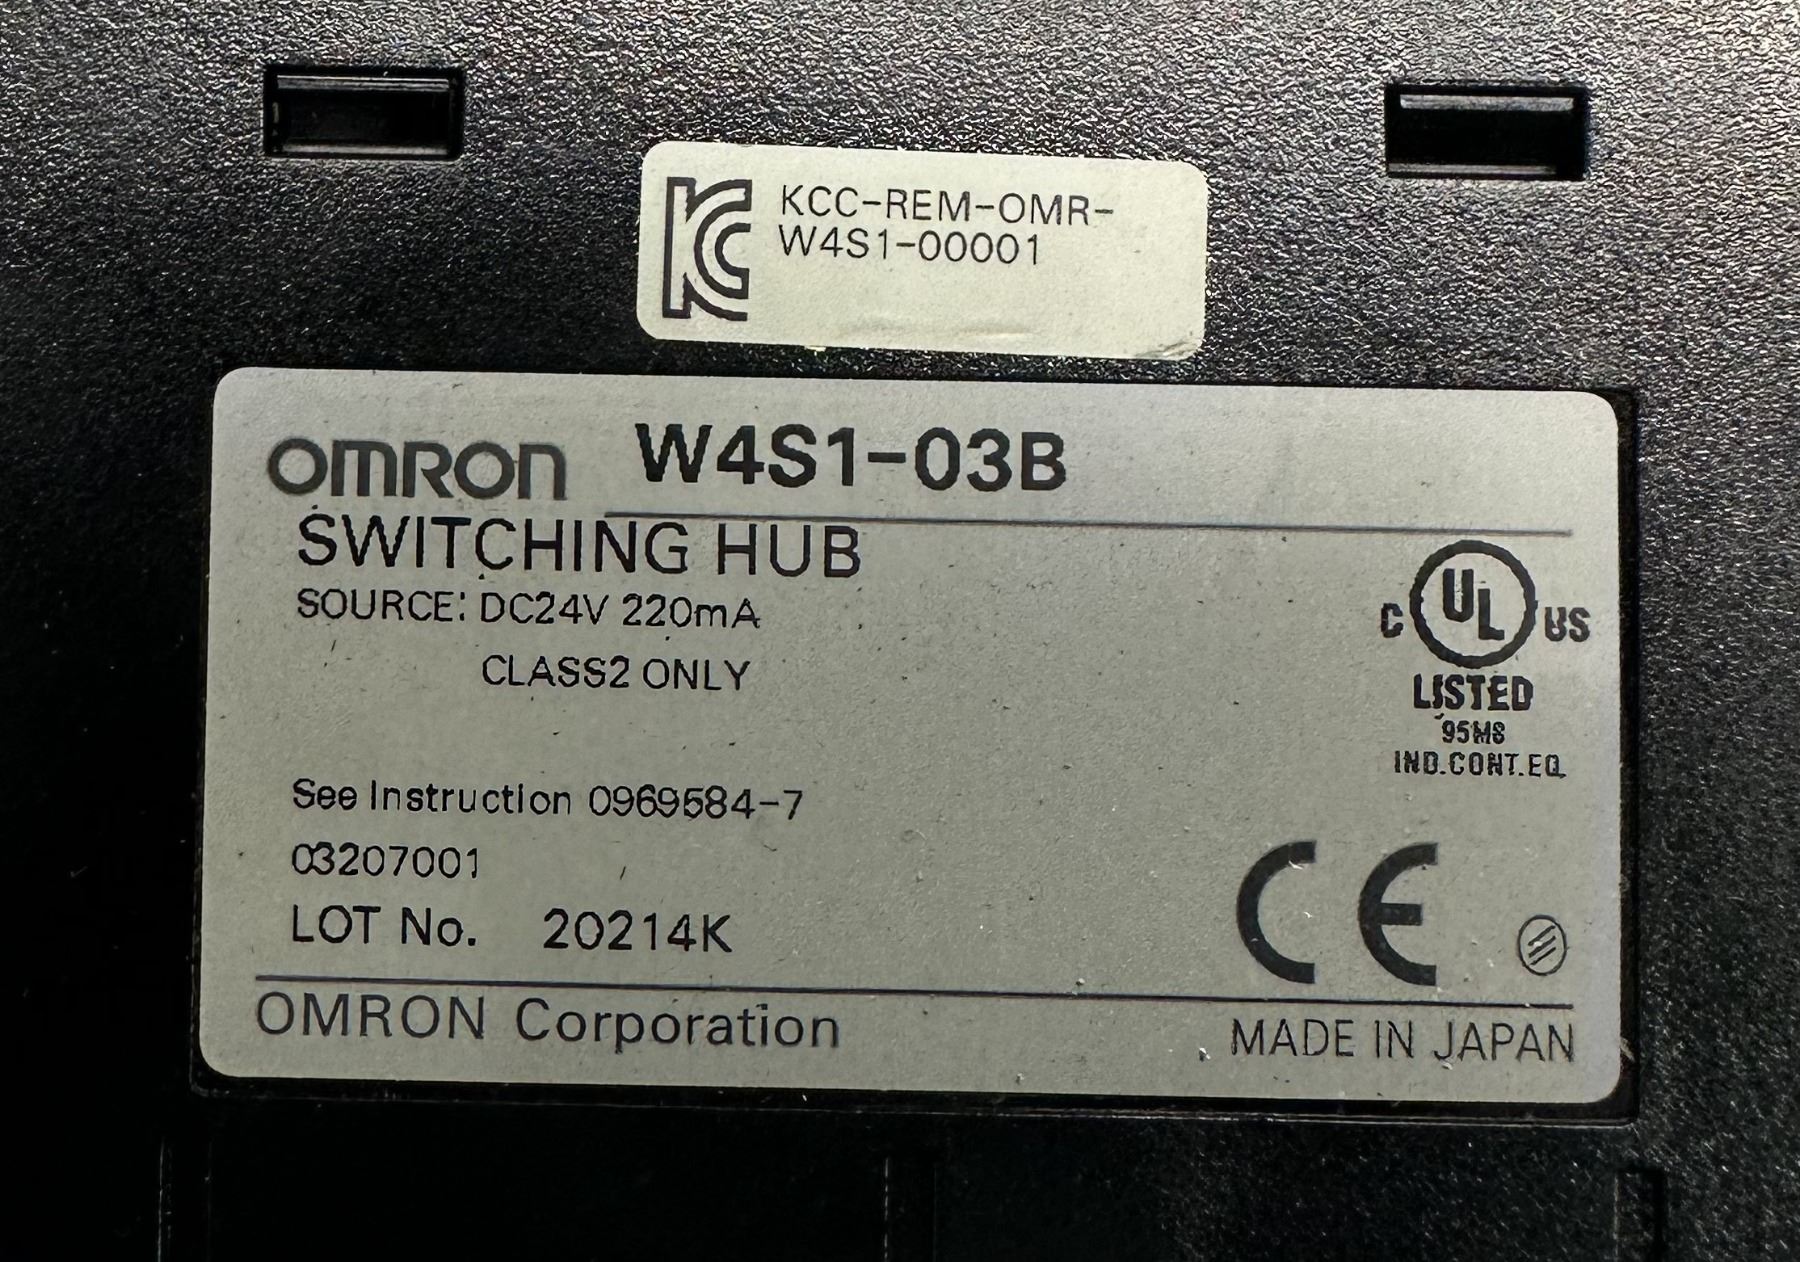 KCC-REM-OMR-
W4S1-00001
OMRON W4S1-03B
SWITCHING HUB
SOURCE: DC24V 220mA
CLASS2 ONLY
C UL US
LISTED
95M8
IND.CONT.EQ.
See Instruction 0969584-7
03207001
LOT No. 20214K
CE
OMRON Corporation
MADE IN JAPAN